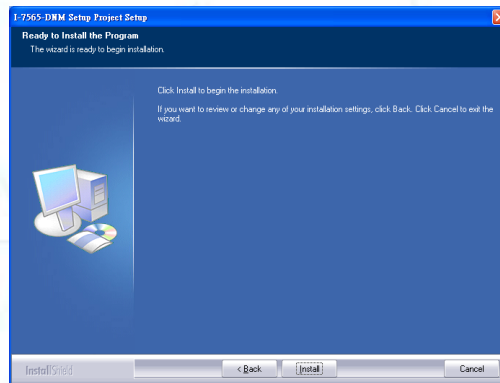 I-7565-DNM Setup Project Setup
Ready to Install the Program
The wizard is ready to begin installation.
Click Install to begin the installation.
If you want to review or change any of your installation settings, click Back. Click Cancel to exit the
wizard.
InstallShield
< Back
Install
Cancel